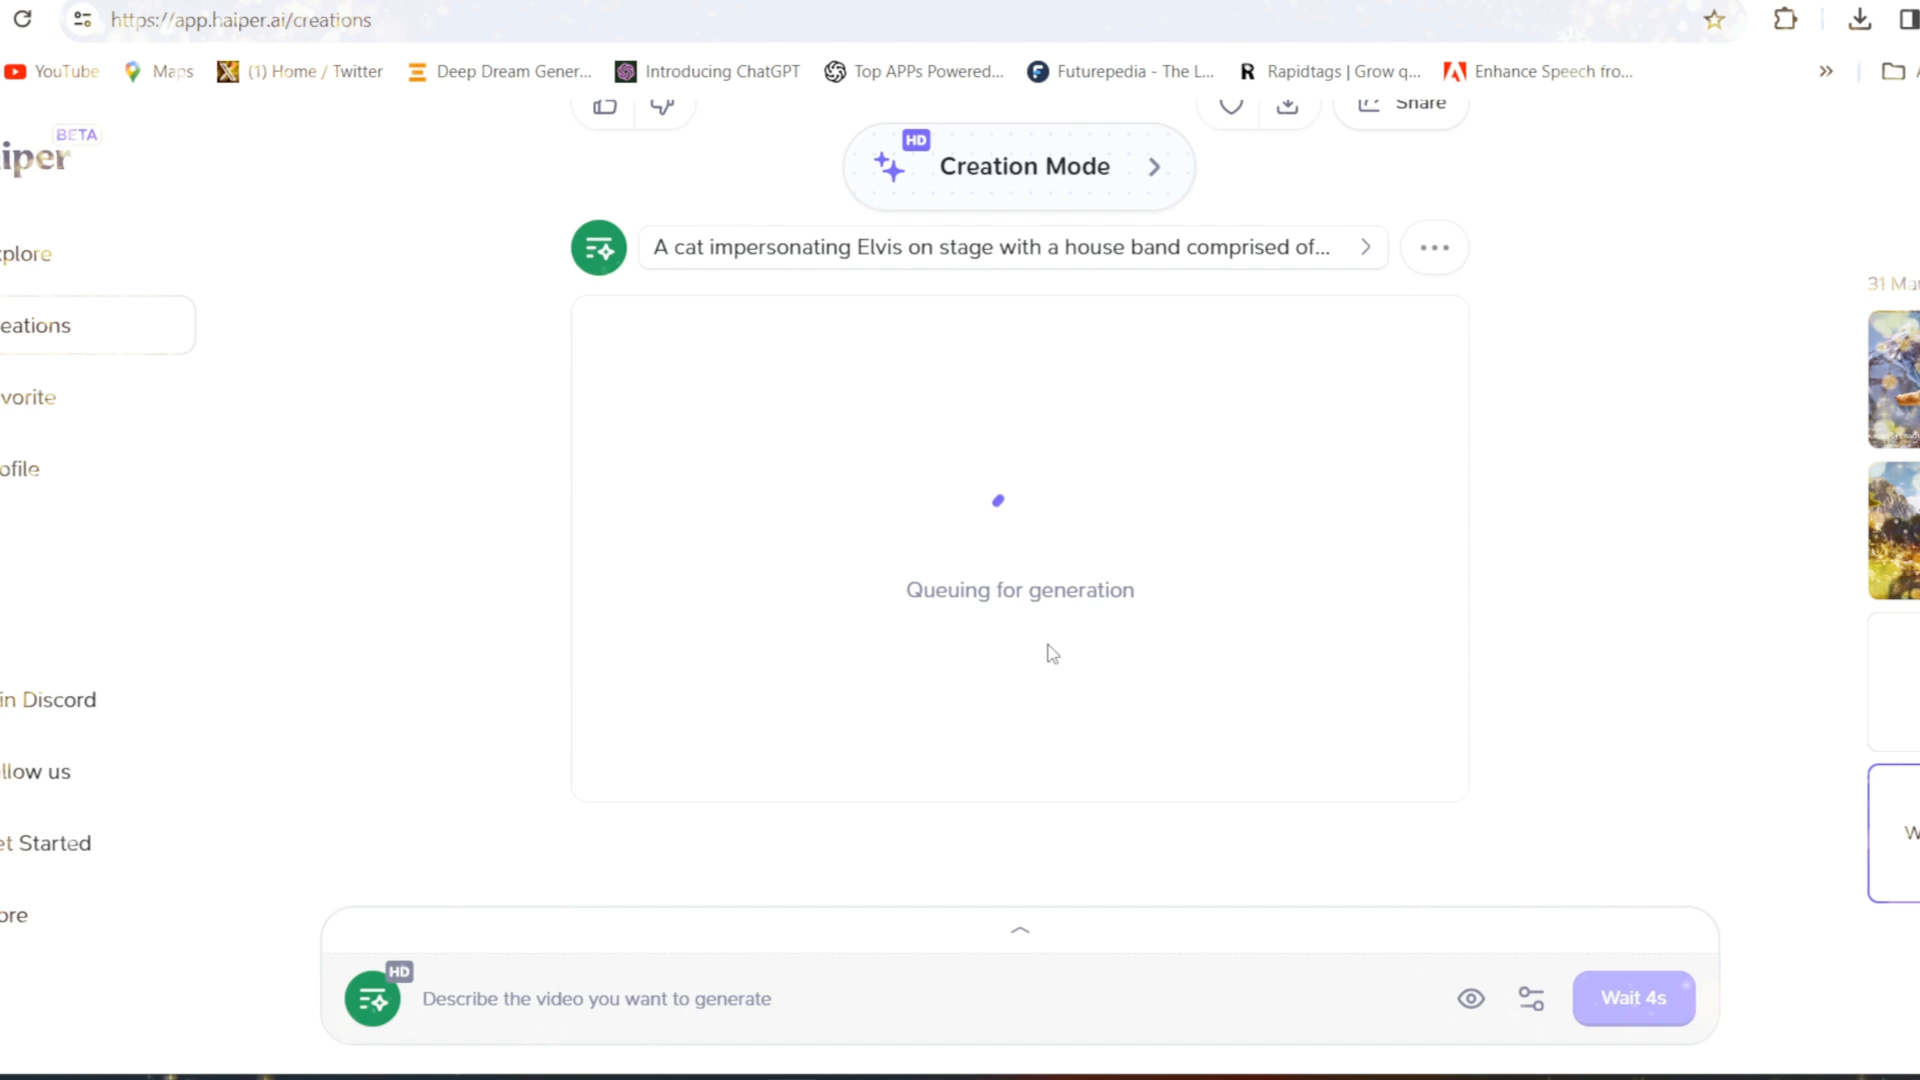 https://app.haiper.ai/creations
YouTube
Maps
(1) Home / Twitter
Deep Dream Gener...
Introducing ChatGPT
Top APPs Powered...
Futurepedia - The L...
Rapidtags | Grow q...
Enhance Speech fro...
Share
BETA
iper
HD
Creation Mode
A cat impersonating Elvis on stage with a house band comprised of...
plore
31 Mar
eations
vorite
ofile
Queuing for generation
in Discord
llow us
W
et Started
ore
HD
Describe the video you want to generate
Wait 4s